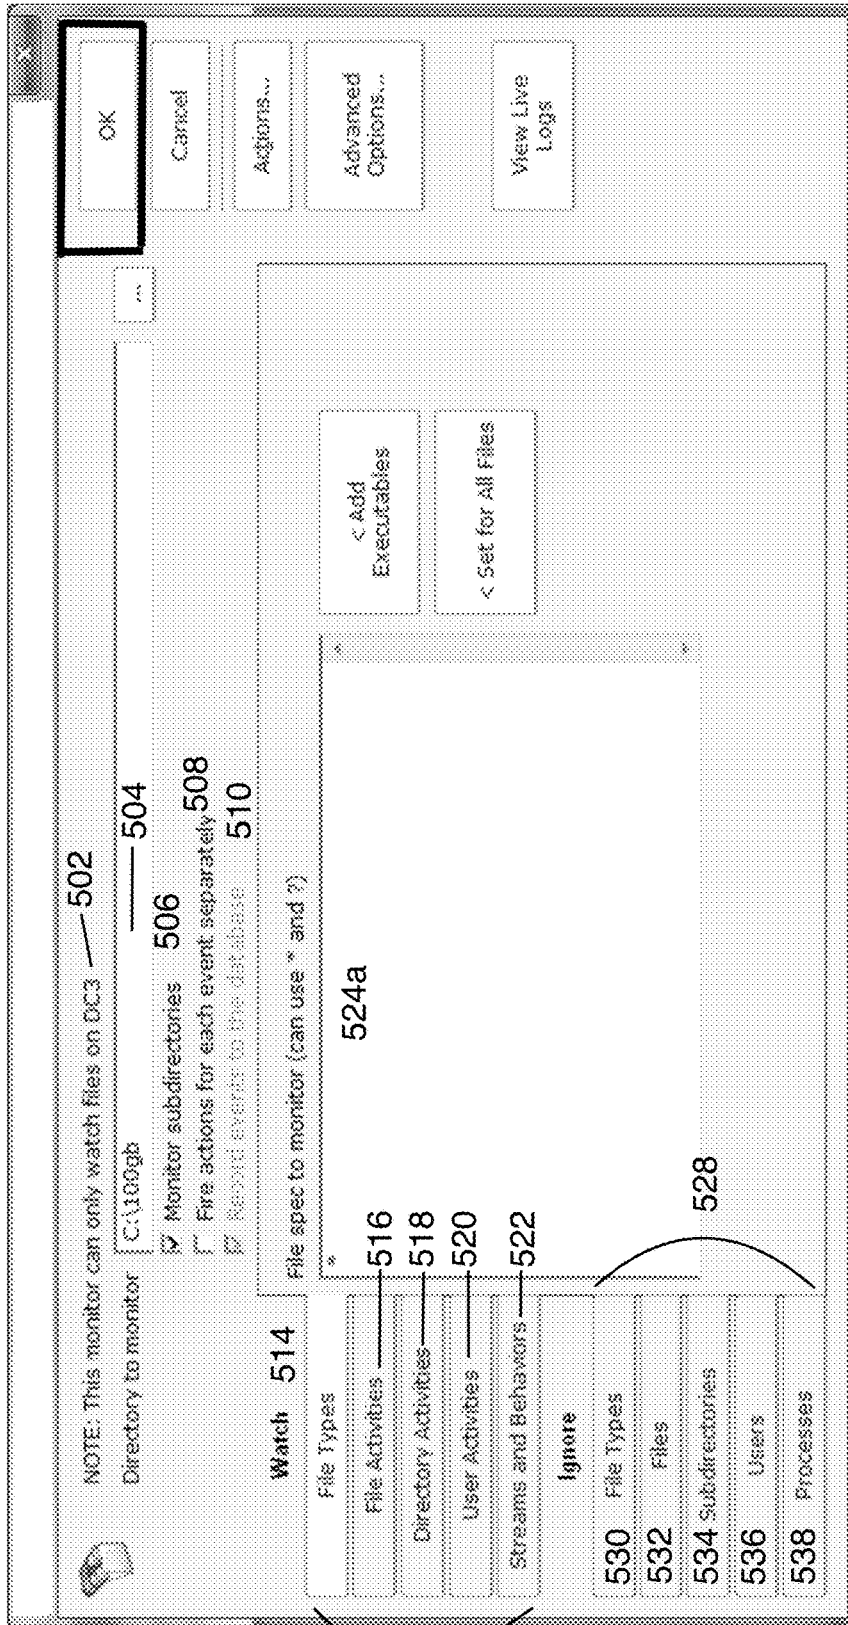 NOTE: This monitor can only watch files on DC3 502
Directory to monitor C:\100gb 504 ...
Monitor subdirectories 506
Fire actions for each event separately 508
Record events to the database 510
OK
Cancel
Actions...
Advanced
Options...
View Live
Logs
Watch 514
File Types
File Activities 516
Directory Activities 518
User Activities 520
Streams and Behaviors 522
Ignore
530 File Types
532 Files
534 Subdirectories
536 Users
538 Processes
528
File spec to monitor (can use * and ?)
*
524a
< Add
Executables
< Set for All Files